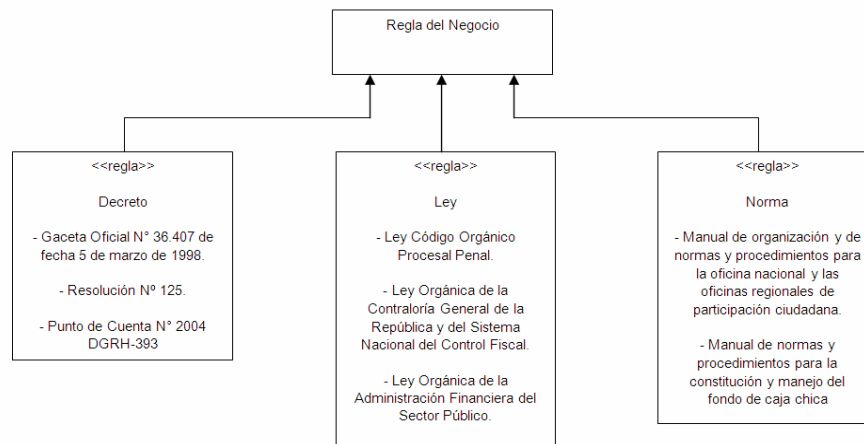 Regla del Negocio
<<regla>>
Decreto
- Gaceta Oficial N° 36.407 de
fecha 5 de marzo de 1998.
- Resolución Nº 125.
- Punto de Cuenta N° 2004
DGRH-393
<<regla>>
Ley
- Ley Código Orgánico
Procesal Penal.
- Ley Orgánica de la
Contraloría General de la
República y del Sistema
Nacional del Control Fiscal.
- Ley Orgánica de la
Administración Financiera del
Sector Público.
<<regla>>
Norma
- Manual de organización y de
normas y procedimientos para
la oficina nacional y las
oficinas regionales de
participación ciudadana.
- Manual de normas y
procedimientos para la
constitución y manejo del
fondo de caja chica